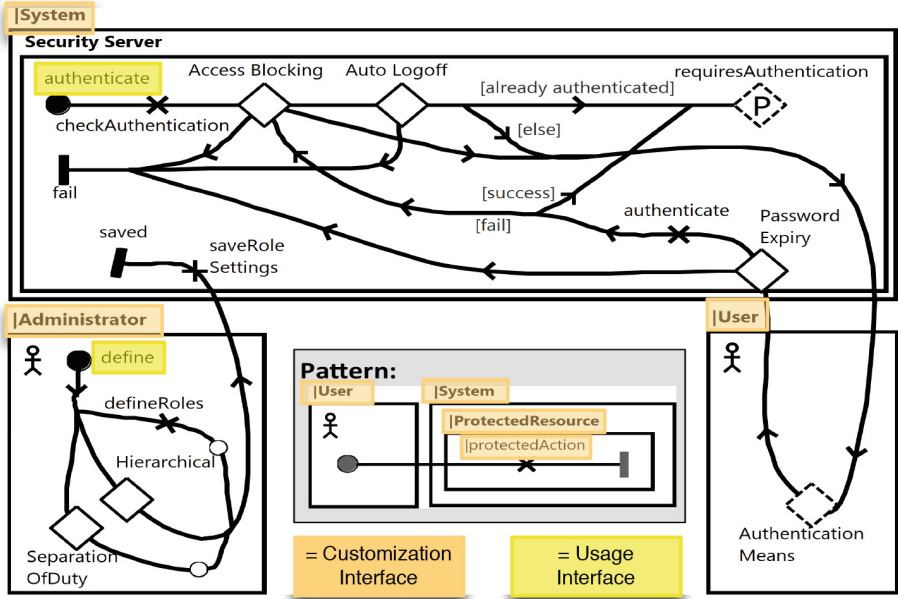 |System
Security Server
authenticate
Access Blocking
Auto Logoff
[already authenticated]
requiresAuthentication
P
checkAuthentication
[else]
fail
[success]
[fail]
authenticate
Password
Expiry
saved
saveRole
Settings
|Administrator
|User
define
defineRoles
Hierarchical
Separation
OfDuty
Pattern:
|User
|System
|ProtectedResource
|protectedAction
Authentication
Means
= Customization
Interface
= Usage
Interface